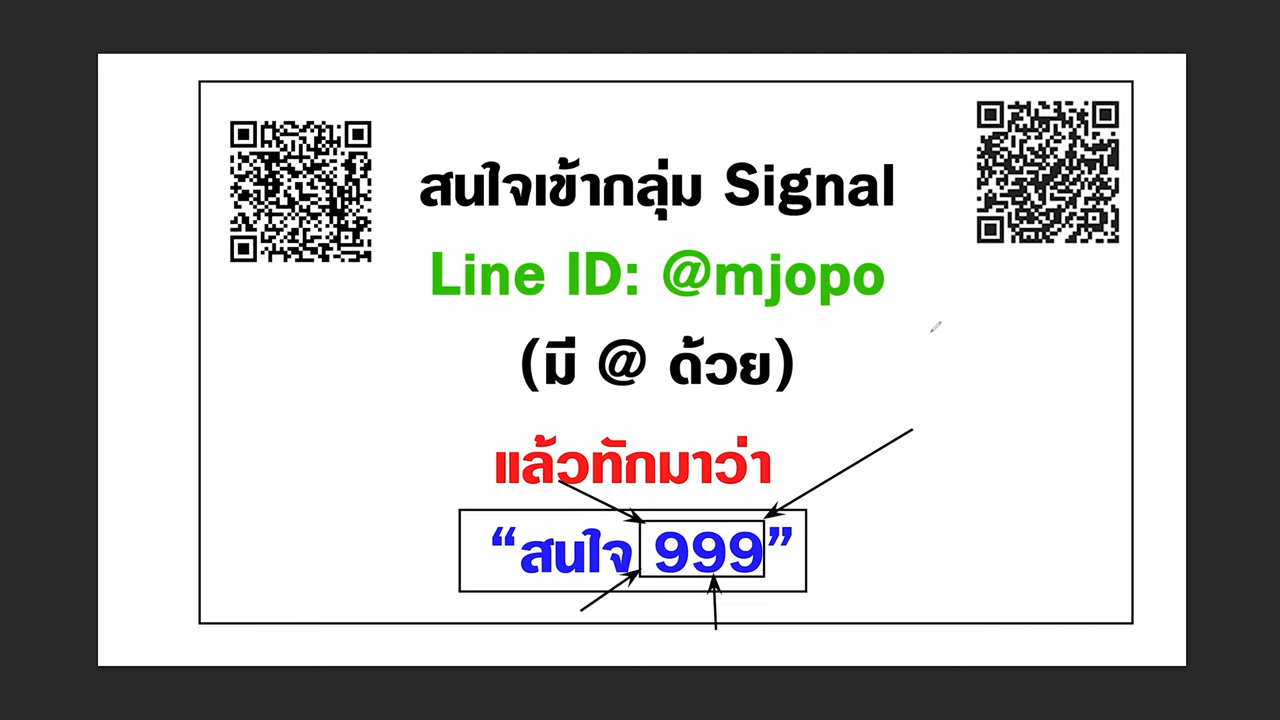 สนใจเข้ากลุ่ม Signal
Line ID: @mjopo
(มี @ ด้วย)
แล้วทักมาว่า
“สนใจ 999”